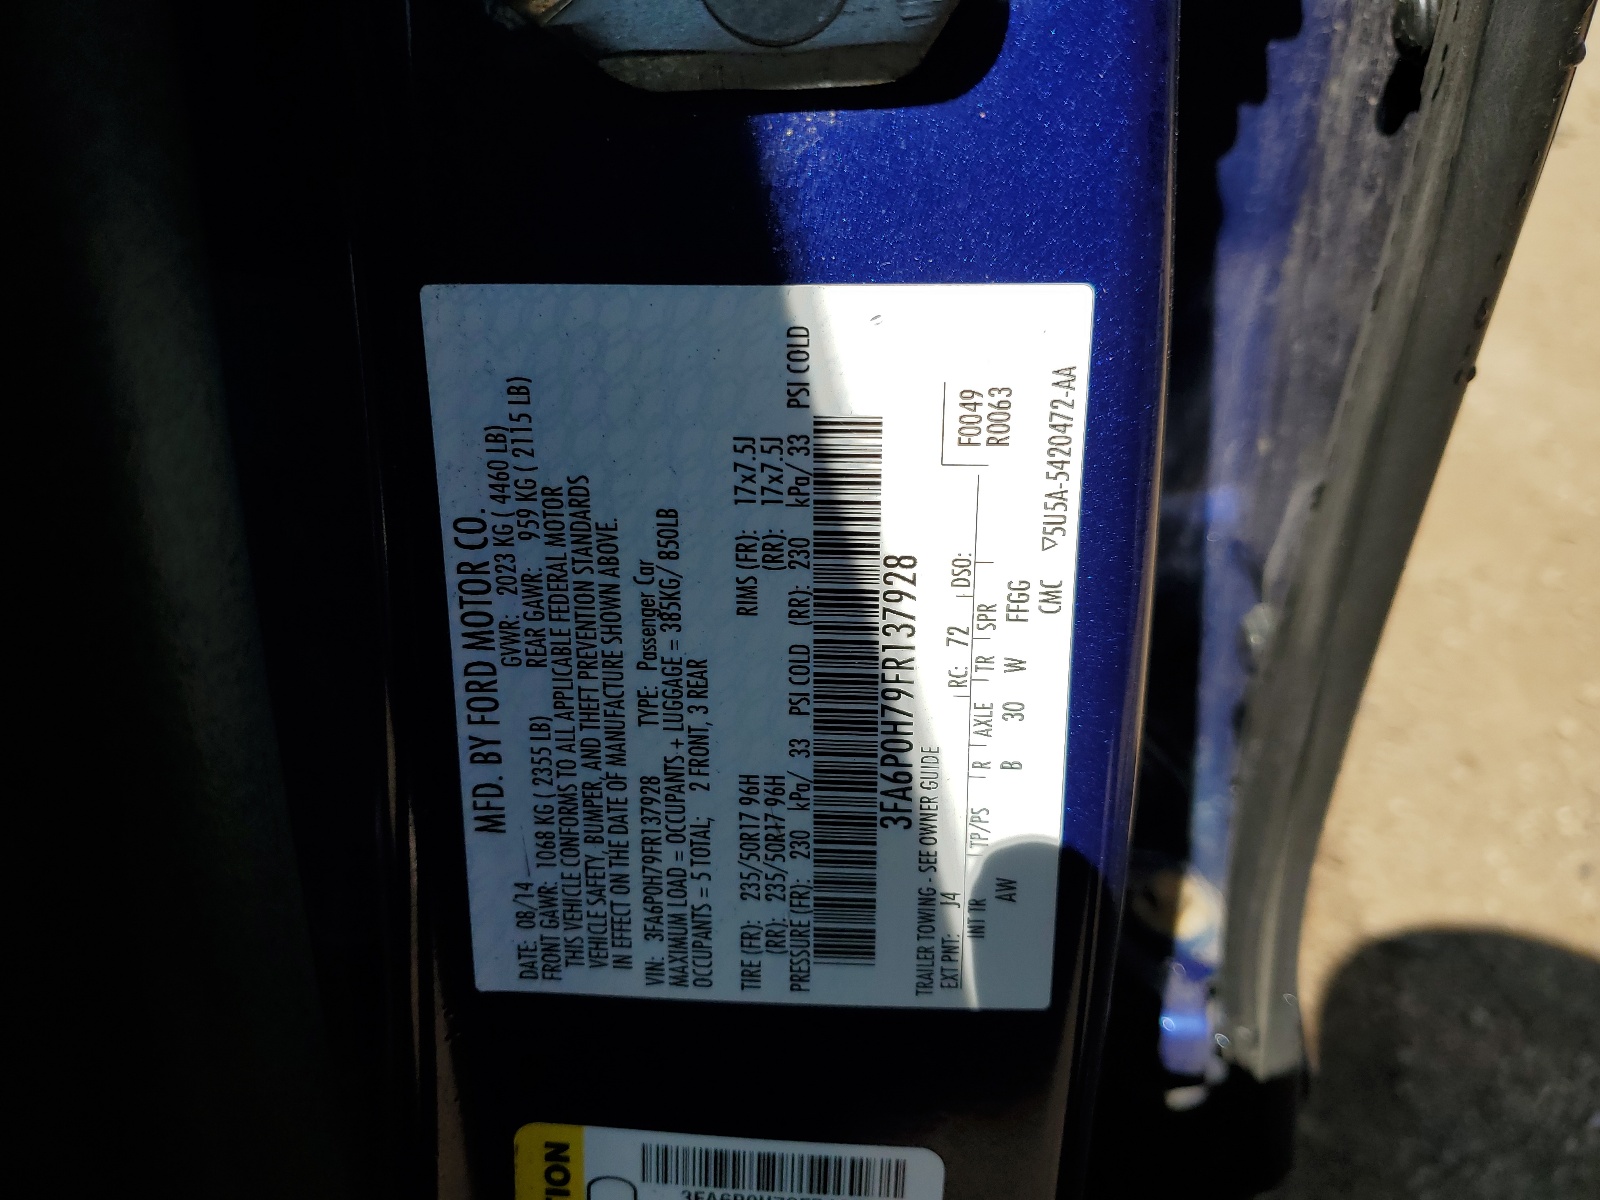 MFD. BY FORD MOTOR CO.
DATE: 08/14 GVWR: 2023 KG ( 4460 LB)
FRONT GAWR: 1068 KG ( 2355 LB) REAR GAWR: 959 KG ( 2115 LB)
THIS VEHICLE CONFORMS TO ALL APPLICABLE FEDERAL MOTOR
VEHICLE SAFETY, BUMPER, AND THEFT PREVENTION STANDARDS
IN EFFECT ON THE DATE OF MANUFACTURE SHOWN ABOVE.
VIN: 3FA6P0H79FR137928 TYPE: Passenger Car
MAXIMUM LOAD = OCCUPANTS + LUGGAGE = 385KG/ 850LB
OCCUPANTS = 5 TOTAL; 2 FRONT, 3 REAR
TIRE (FR): 235/50R17 96H RIMS (FR): 17x7.5J
(RR): 235/50R17 96H (RR): 17x7.5J
PRESSURE (FR): 230 kPa/ 33 PSI COLD (RR): 230 kPa/ 33 PSI COLD
3FA6P0H79FR137928
TRAILER TOWING - SEE OWNER GUIDE
F0049
R0063
EXT PNT: J4 RC: 72 DSO:
INT TR TP/PS R AXLE TR SPR
AW B 30 W FFGG
CMC ▽5U5A-5420472-AA
TION